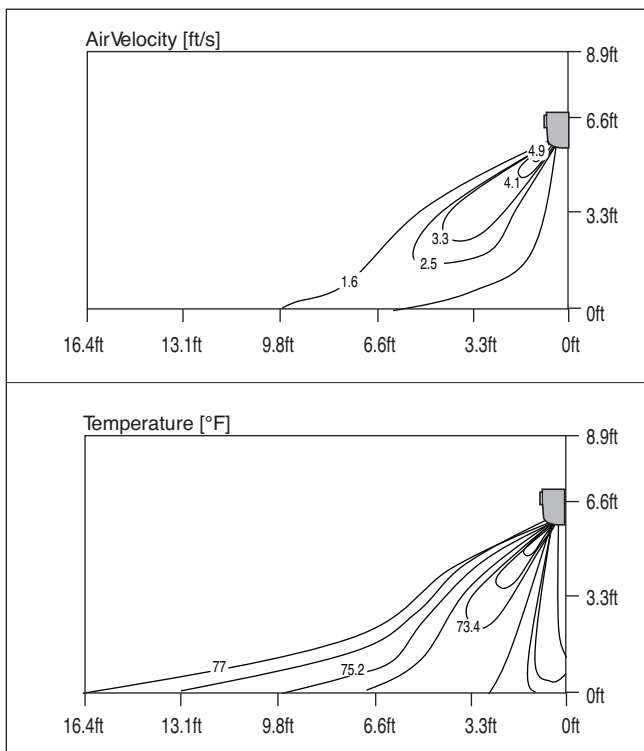 Air Velocity [ft/s]
8.9ft
6.6ft
4.9
4.1
3.3ft
3.3
2.5
1.6
0ft
16.4ft 13.1ft 9.8ft 6.6ft 3.3ft 0ft
Temperature [°F]
8.9ft
6.6ft
3.3ft
73.4
77
75.2
0ft
16.4ft 13.1ft 9.8ft 6.6ft 3.3ft 0ft